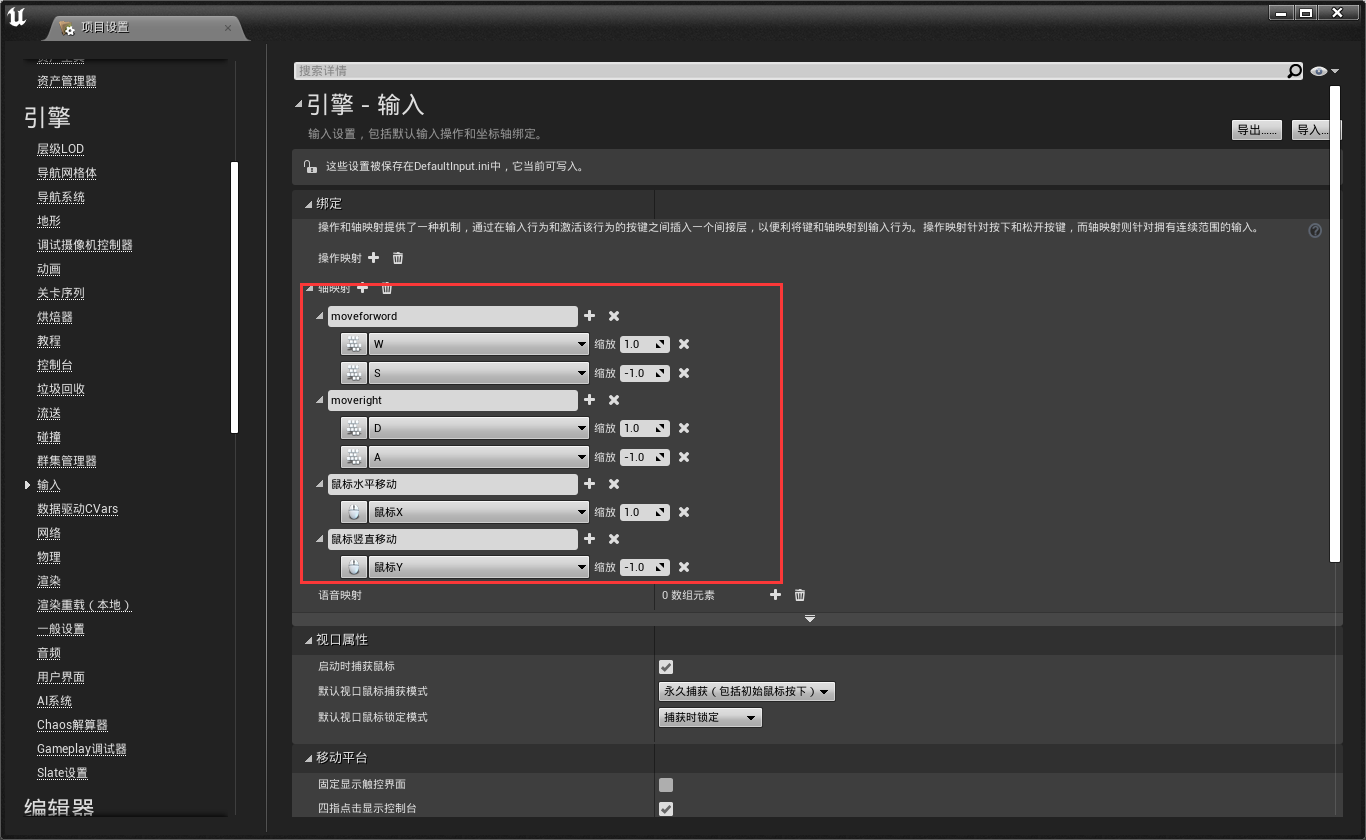 项目设置
资产管理器
引擎
层级LOD
导航网格体
导航系统
地形
调试摄像机控制器
动画
关卡序列
烘焙器
教程
控制台
垃圾回收
流送
碰撞
群集管理器
输入
数据驱动CVars
网络
物理
渲染
渲染重载（本地）
一般设置
音频
用户界面
AI系统
Chaos解算器
Gameplay调试器
Slate设置
编辑器
搜索详情
引擎 - 输入
输入设置，包括默认输入操作和坐标轴绑定。
导出......
导入...
这些设置被保存在DefaultInput.ini中，它当前可写入。
绑定
操作和轴映射提供了一种机制，通过在输入行为和激活该行为的按键之间插入一个间接层，以便利将键和轴映射到输入行为。操作映射针对按下和松开按键，而轴映射则针对拥有连续范围的输入。
操作映射
轴映射
moveforword
W 缩放 1.0
S 缩放 -1.0
moveright
D 缩放 1.0
A 缩放 -1.0
鼠标水平移动
鼠标X 缩放 1.0
鼠标竖直移动
鼠标Y 缩放 -1.0
语音映射 0 数组元素
视口属性
启动时捕获鼠标
默认视口鼠标捕获模式 永久捕获（包括初始鼠标按下）
默认视口鼠标锁定模式 捕获时锁定
移动平台
固定显示触控界面
四指点击显示控制台